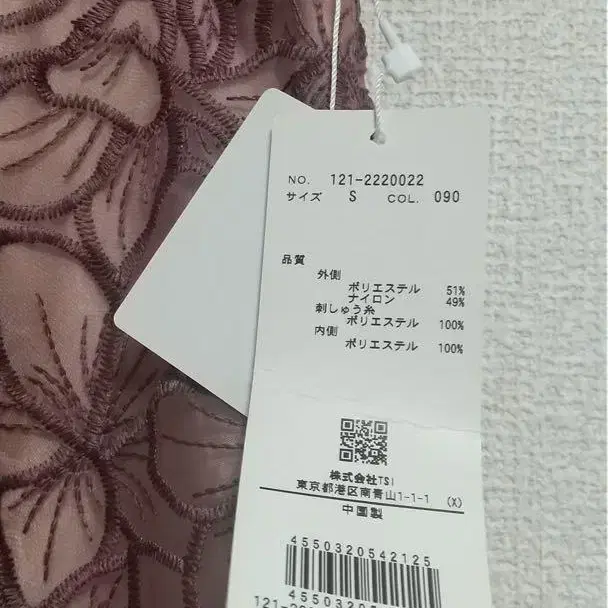 NO. 121-2220022
サイズ S COL. 090
品質
外側
ポリエステル 51%
ナイロン 49%
刺しゅう糸
ポリエステル 100%
内側
ポリエステル 100%
株式会社TSI
東京都港区南青山1-1-1 (X)
中国製
4550320542125